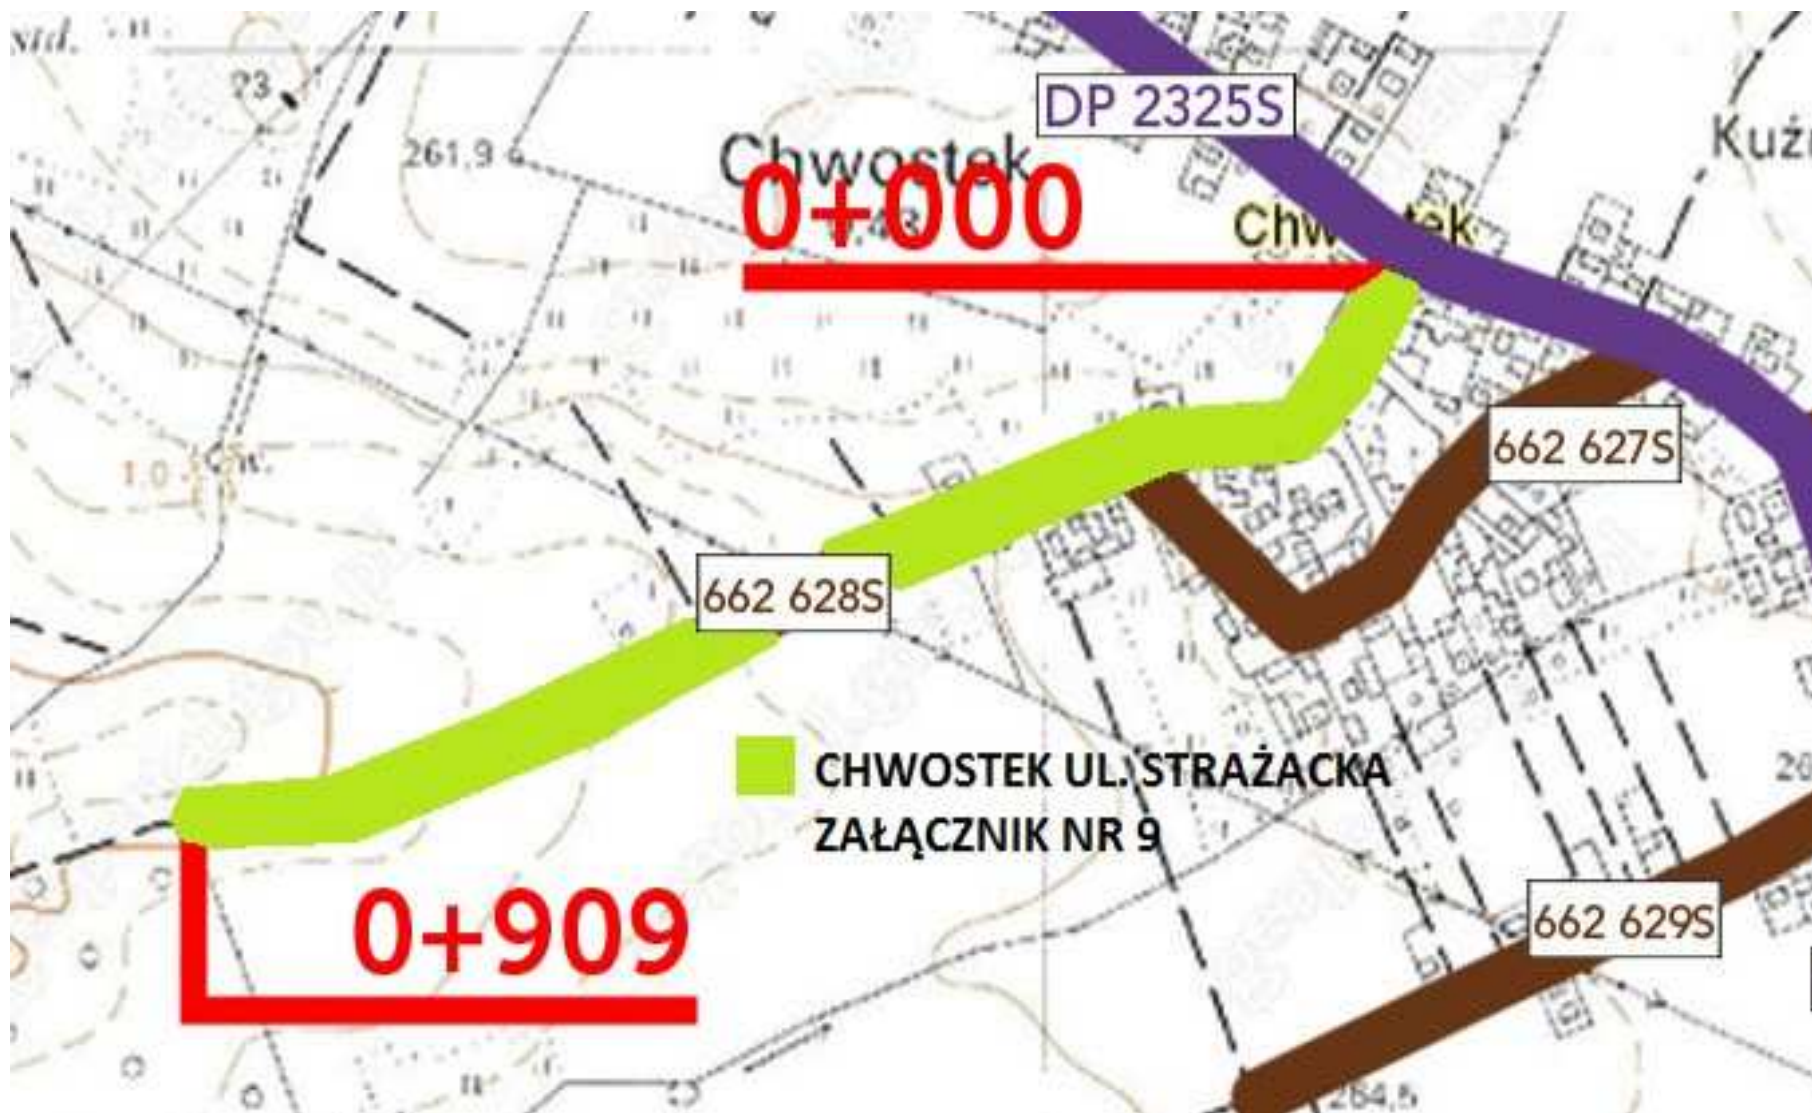 DP 2325S
261,9
Chwostek
0+000
Chwostek
662 627S
662 628S
CHWOSTEK UL. STRAŻACKA
ZAŁĄCZNIK NR 9
0+909
662 629S
264,5